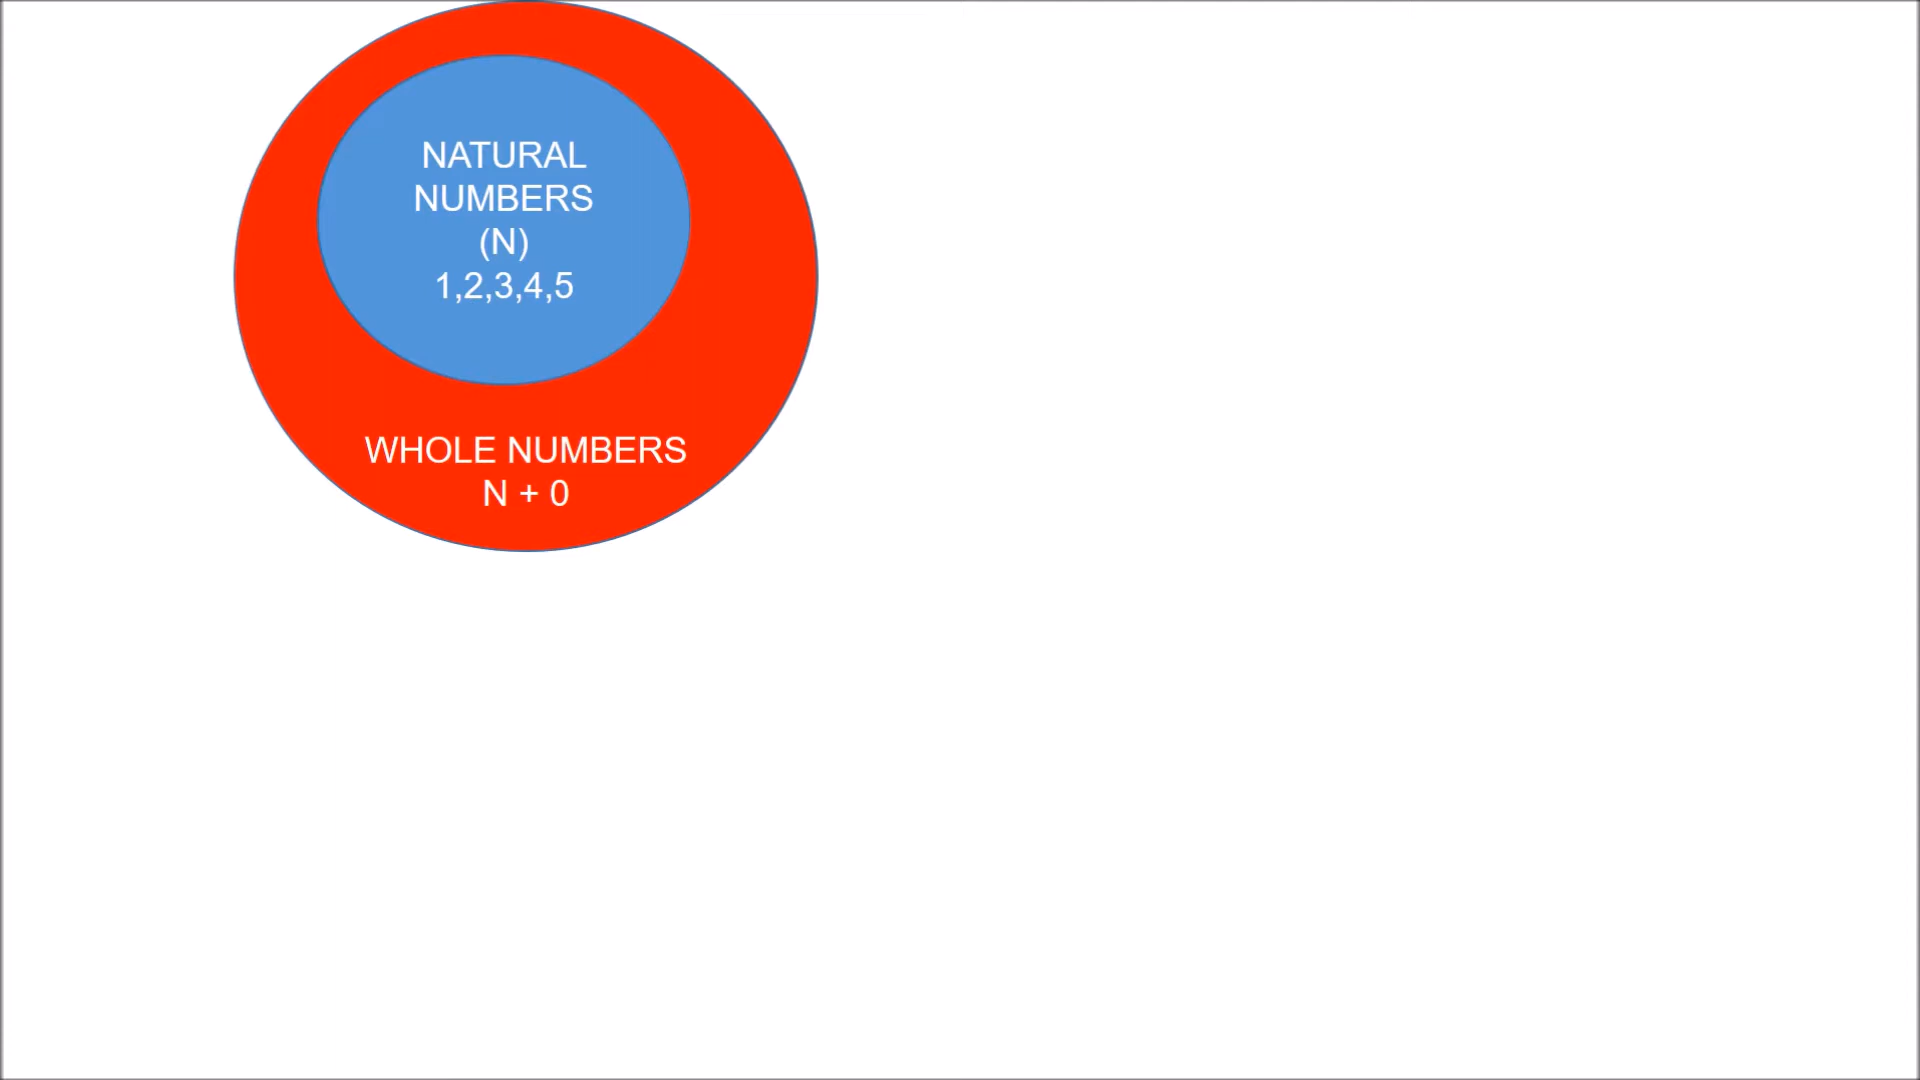 NATURAL
NUMBERS
(N)
1,2,3,4,5
WHOLE NUMBERS
N + 0